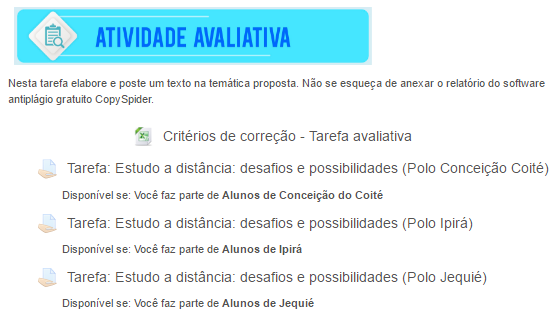 ATIVIDADE AVALIATIVA
Nesta tarefa elabore e poste um texto na temática proposta. Não se esqueça de anexar o relatório do software
antiplágio gratuito CopySpider.
Critérios de correção - Tarefa avaliativa
Tarefa: Estudo a distância: desafios e possibilidades (Polo Conceição Coité)
Disponível se: Você faz parte de Alunos de Conceição do Coité
Tarefa: Estudo a distância: desafios e possibilidades (Polo Ipirá)
Disponível se: Você faz parte de Alunos de Ipirá
Tarefa: Estudo a distância: desafios e possibilidades (Polo Jequié)
Disponível se: Você faz parte de Alunos de Jequié